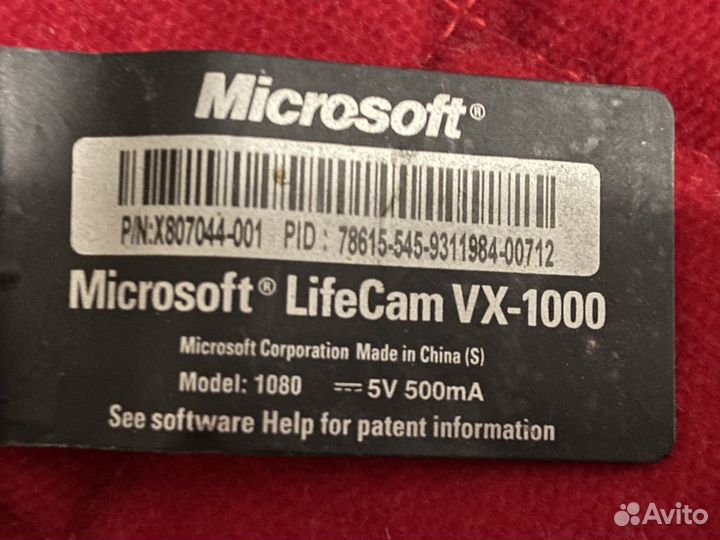 Microsoft®
P/N:X807044-001 PID : 78615-545-9311984-00712
Microsoft® LifeCam VX-1000
Microsoft Corporation Made in China (S)
Model: 1080 ⎓ 5V 500mA
See software Help for patent information
Avito